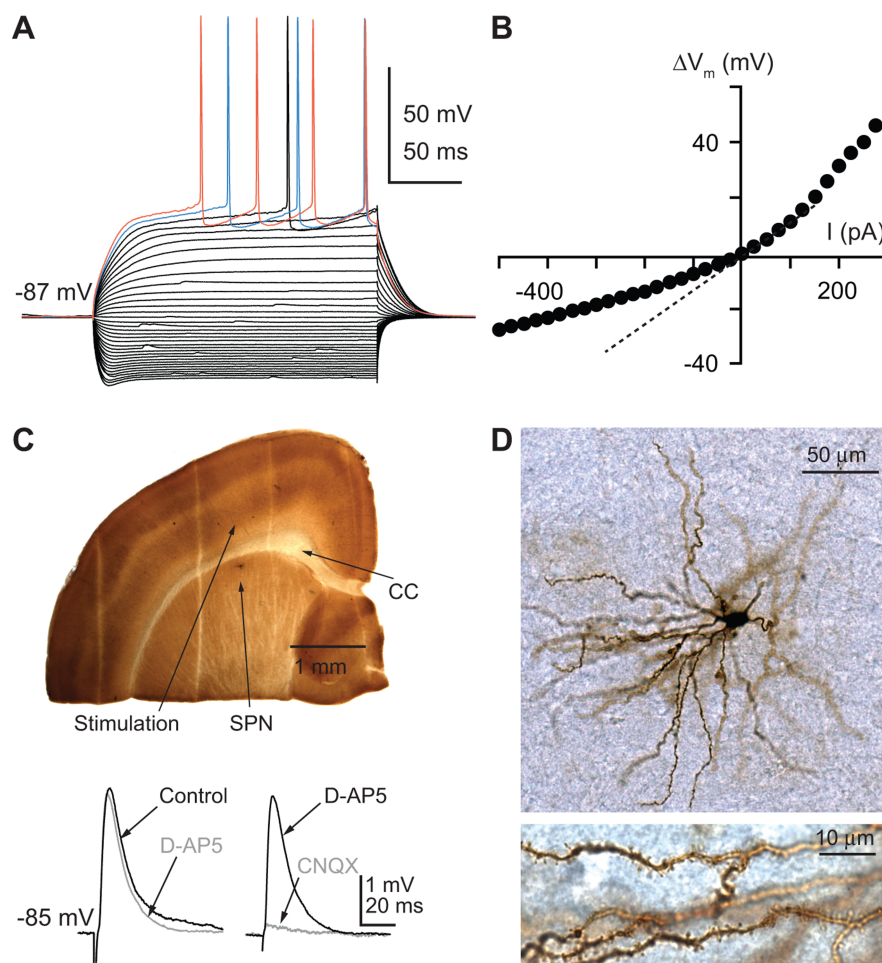 A
50 mV
50 ms
-87 mV
B
ΔVm (mV)
40
I (pA)
-400
200
-40
C
CC
1 mm
Stimulation
SPN
Control
D-AP5
D-AP5
CNQX
1 mV
20 ms
-85 mV
D
50 μm
10 μm